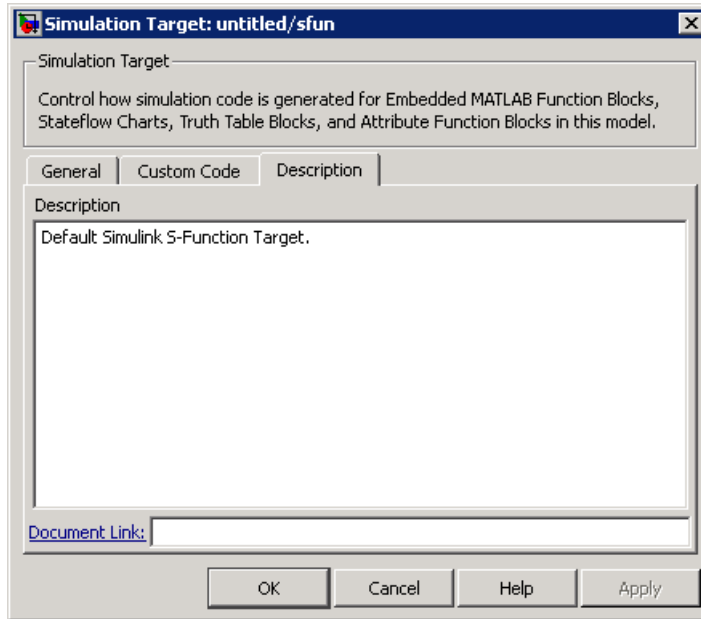 Simulation Target: untitled/sfun
Simulation Target
Control how simulation code is generated for Embedded MATLAB Function Blocks,
Stateflow Charts, Truth Table Blocks, and Attribute Function Blocks in this model.
General Custom Code Description
Description
Default Simulink S-Function Target.
Document Link:
OK Cancel Help Apply